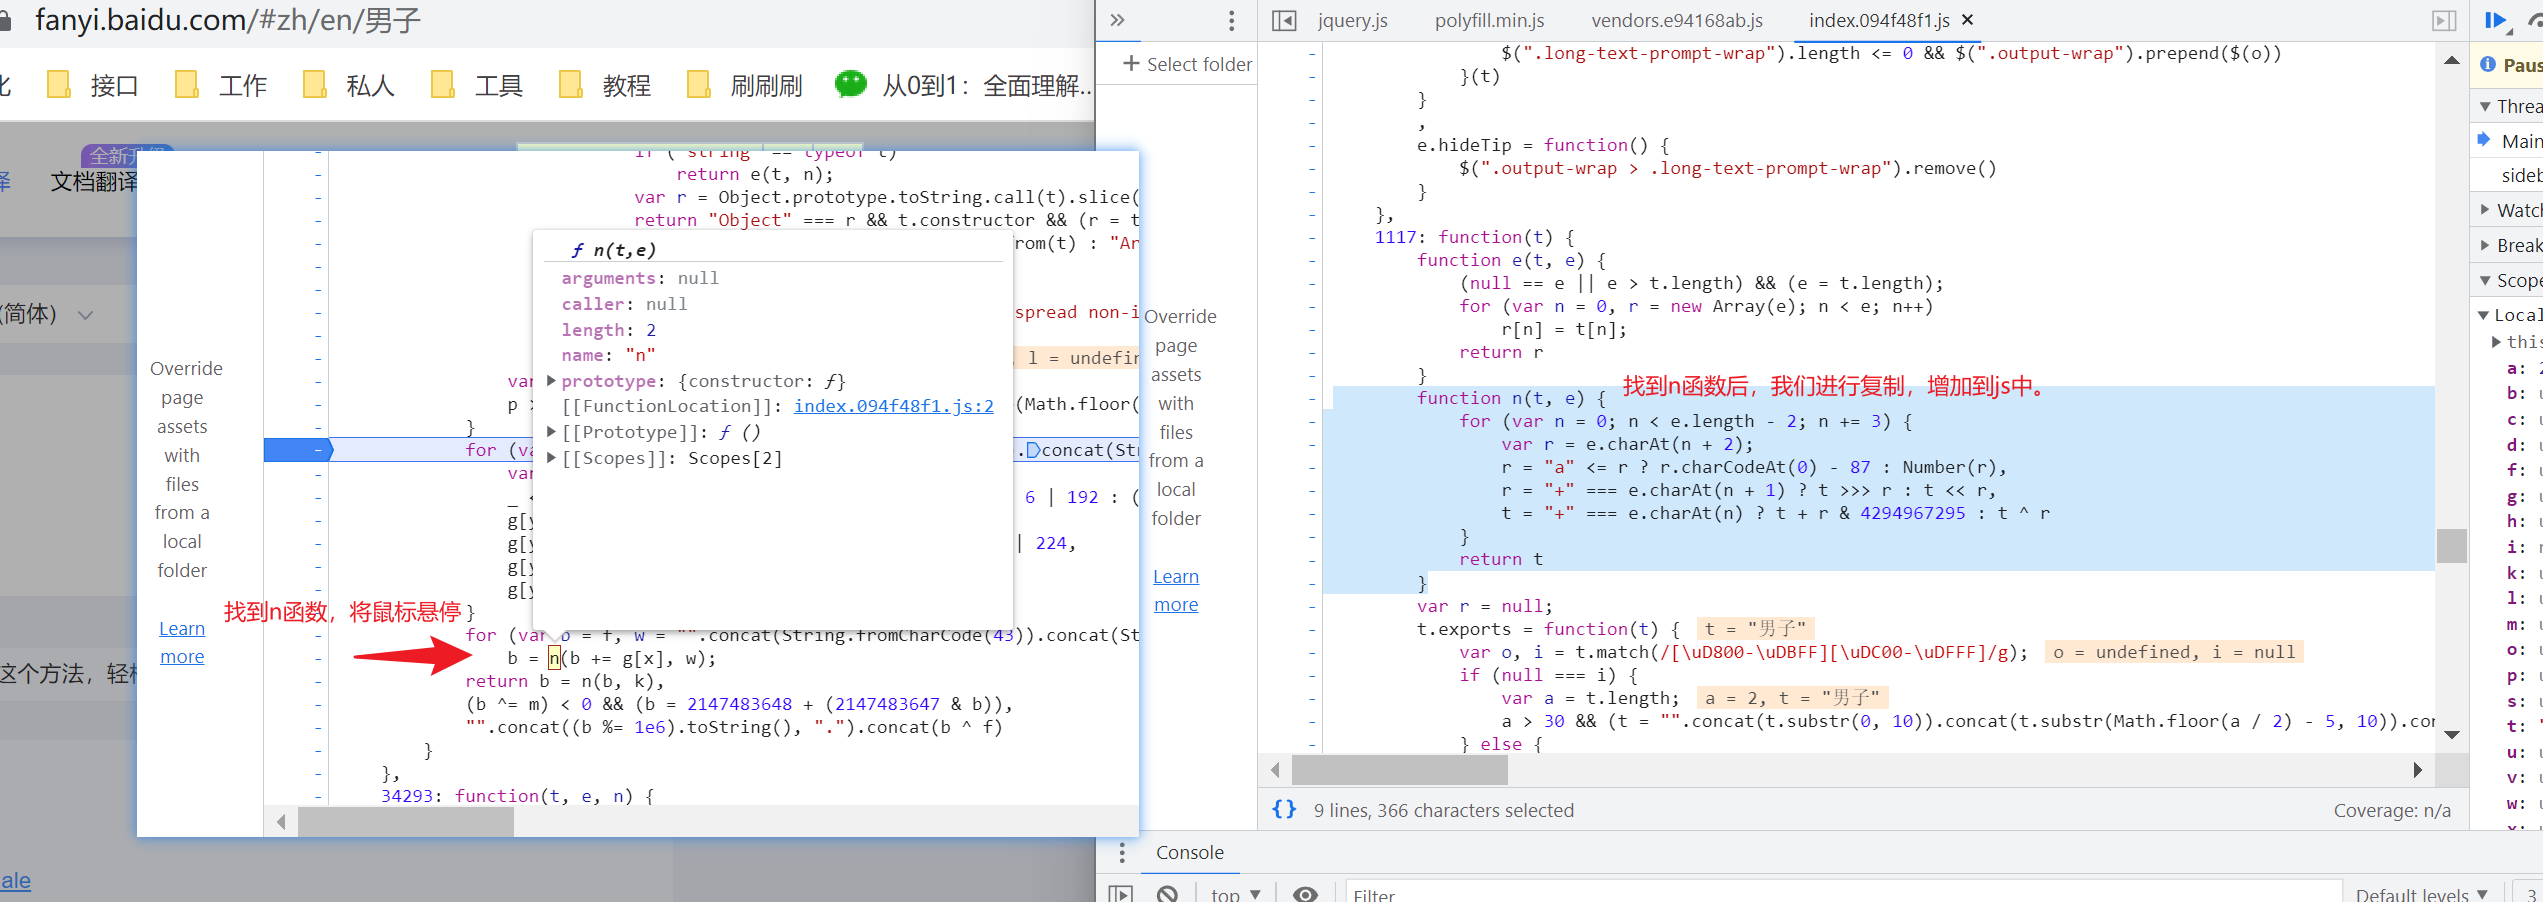 fanyi.baidu.com/#zh/en/男子
接口
工作
私人
工具
教程
刷刷刷
从0到1：全面理解...
全新升级
文档翻译
(简体)
Override
page
assets
with
files
from a
local
folder
Learn
more
这个方法，轻松
ale
if ("string" == typeof t)
return e(t, n);
var r = Object.prototype.toString.call(t).slice(
return "Object" === r && t.constructor && (r = t
rom(t) : "Ar
spread non-i
, l = undefin
var
p >
(Math.floor(
}
for (va
.concat(Str
var
_ <
6 | 192 : (
g[y
g[y
| 224,
g[y
g[y
}
ƒ n(t,e)
arguments: null
caller: null
length: 2
name: "n"
prototype: {constructor: ƒ}
[[FunctionLocation]]: index.094f48f1.js:2
[[Prototype]]: ƒ ()
[[Scopes]]: Scopes[2]
找到n函数，将鼠标悬停
for (var b = f, w = "".concat(String.fromCharCode(43)).concat(St
b = n(b += g[x], w);
return b = n(b, k),
(b ^= m) < 0 && (b = 2147483648 + (2147483647 & b)),
"".concat((b %= 1e6).toString(), ".").concat(b ^ f)
}
},
34293: function(t, e, n) {
Select folder
Override
page
assets
with
files
from a
local
folder
Learn
more
jquery.js
polyfill.min.js
vendors.e94168ab.js
index.094f48f1.js
$(".long-text-prompt-wrap").length <= 0 && $(".output-wrap").prepend($(o))
}(t)
}
,
e.hideTip = function() {
$(".output-wrap > .long-text-prompt-wrap").remove()
}
},
1117: function(t) {
function e(t, e) {
(null == e || e > t.length) && (e = t.length);
for (var n = 0, r = new Array(e); n < e; n++)
r[n] = t[n];
return r
}
找到n函数后，我们进行复制，增加到js中。
function n(t, e) {
for (var n = 0; n < e.length - 2; n += 3) {
var r = e.charAt(n + 2);
r = "a" <= r ? r.charCodeAt(0) - 87 : Number(r),
r = "+" === e.charAt(n + 1) ? t >>> r : t << r,
t = "+" === e.charAt(n) ? t + r & 4294967295 : t ^ r
}
return t
}
var r = null;
t.exports = function(t) { t = "男子"
var o, i = t.match(/[\uD800-\uDBFF][\uDC00-\uDFFF]/g); o = undefined, i = null
if (null === i) {
var a = t.length; a = 2, t = "男子"
a > 30 && (t = "".concat(t.substr(0, 10)).concat(t.substr(Math.floor(a / 2) - 5, 10)).co
} else {
{} 9 lines, 366 characters selected
Coverage: n/a
Console
top
Filter
Default levels
3
Paus
Threa
Main
sideb
Watch
Break
Scope
Local
this
a: 2
b: u
c: u
d: u
f: u
g: u
h: u
i: n
k: u
l: u
m: u
o: u
p: u
s: u
t: "
u: u
v: u
w: u